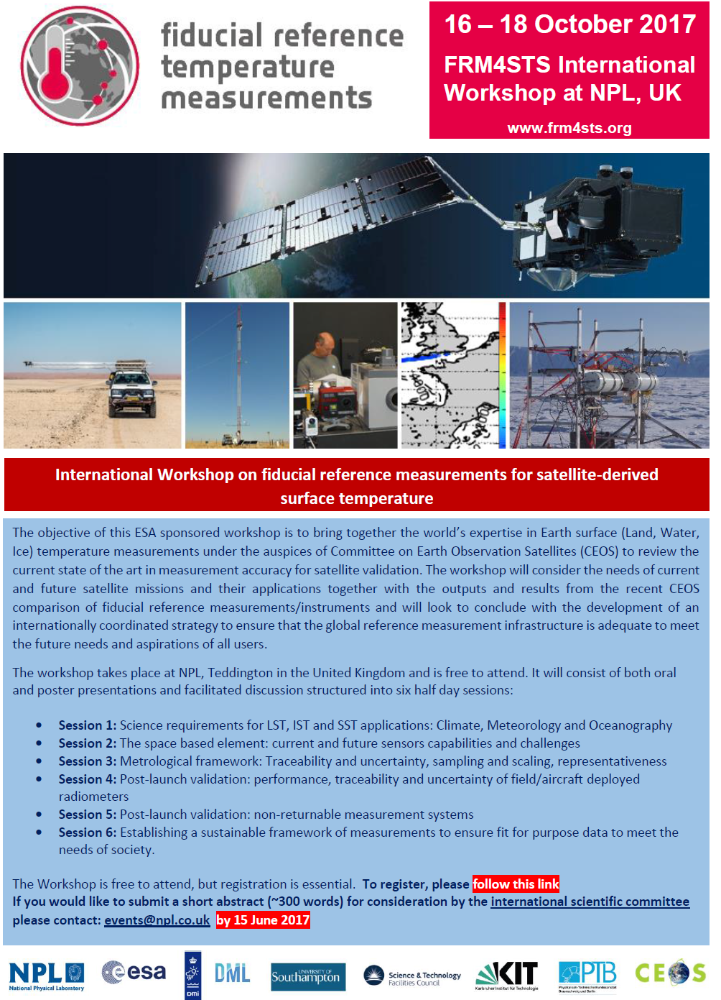 fiducial reference
temperature
measurements
16 – 18 October 2017
FRM4STS International
Workshop at NPL, UK
www.frm4sts.org
International Workshop on fiducial reference measurements for satellite-derived
surface temperature
The objective of this ESA sponsored workshop is to bring together the world’s expertise in Earth surface (Land, Water,
Ice) temperature measurements under the auspices of Committee on Earth Observation Satellites (CEOS) to review the
current state of the art in measurement accuracy for satellite validation. The workshop will consider the needs of current
and future satellite missions and their applications together with the outputs and results from the recent CEOS
comparison of fiducial reference measurements/instruments and will look to conclude with the development of an
internationally coordinated strategy to ensure that the global reference measurement infrastructure is adequate to meet
the future needs and aspirations of all users.
The workshop takes place at NPL, Teddington in the United Kingdom and is free to attend. It will consist of both oral
and poster presentations and facilitated discussion structured into six half day sessions:
• Session 1: Science requirements for LST, IST and SST applications: Climate, Meteorology and Oceanography
• Session 2: The space based element: current and future sensors capabilities and challenges
• Session 3: Metrological framework: Traceability and uncertainty, sampling and scaling, representativeness
• Session 4: Post-launch validation: performance, traceability and uncertainty of field/aircraft deployed
radiometers
• Session 5: Post-launch validation: non-returnable measurement systems
• Session 6: Establishing a sustainable framework of measurements to ensure fit for purpose data to meet the
needs of society.
The Workshop is free to attend, but registration is essential. To register, please follow this link
If you would like to submit a short abstract (~300 words) for consideration by the international scientific committee
please contact: events@npl.co.uk by 15 June 2017
NPL
National Physical Laboratory
esa
DMI
DML
UNIVERSITY OF
Southampton
Science & Technology
Facilities Council
KIT
Karlsruher Institut für Technologie
PTB
Physikalisch-Technische Bundesanstalt
Braunschweig und Berlin
CEOS